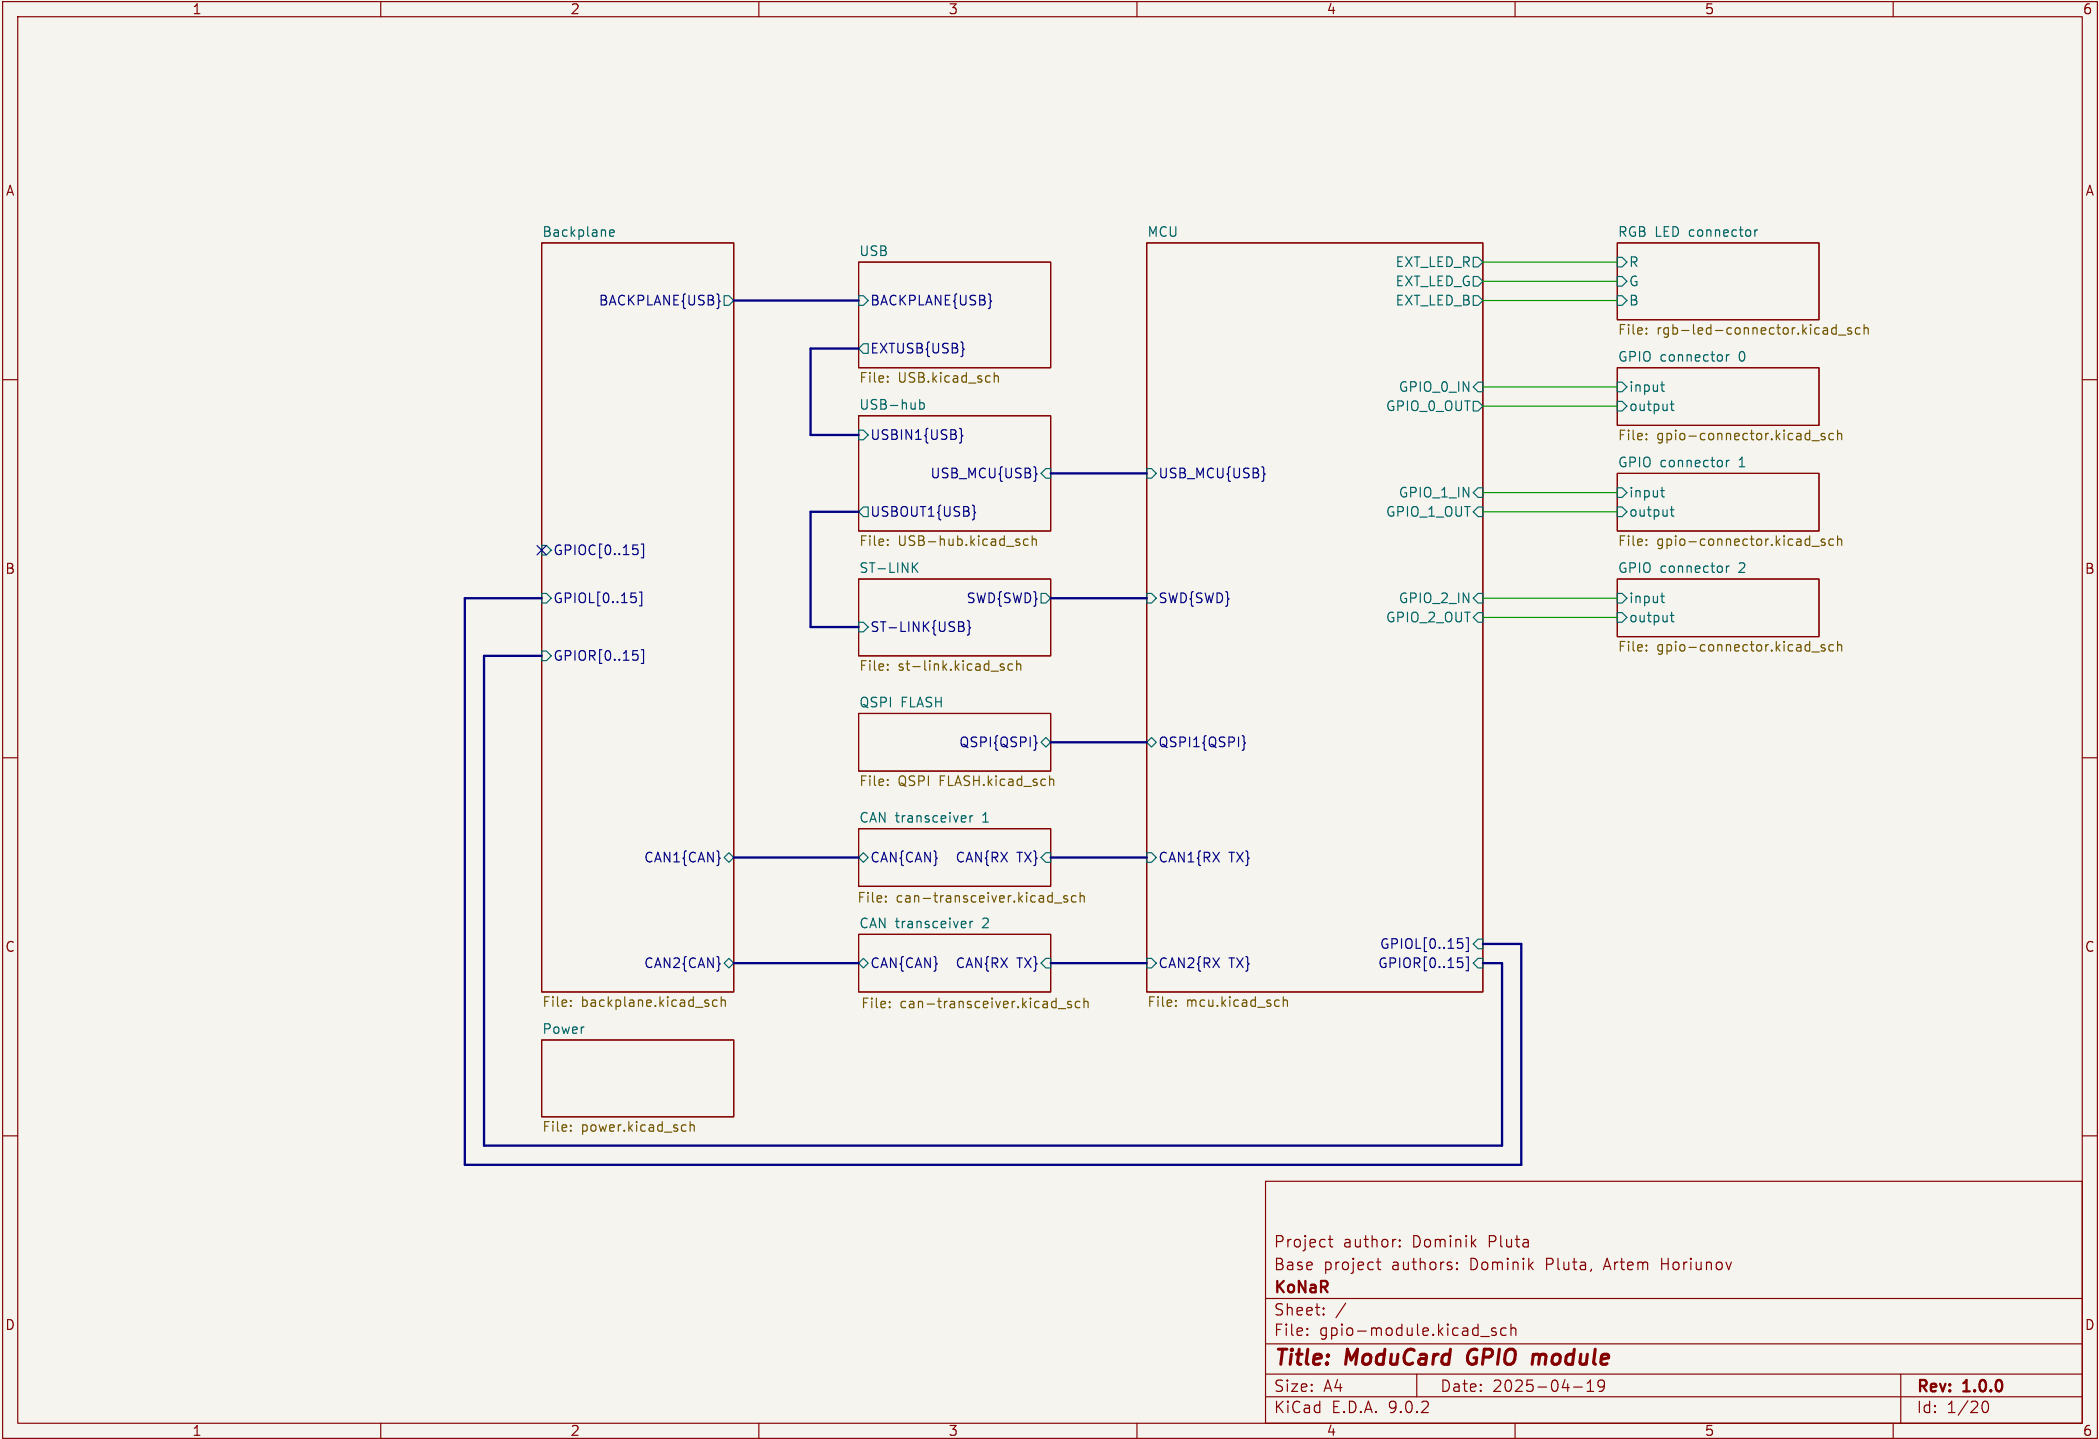 1 2 3 4 5 6
A A
B B
C C
D D
Backplane
BACKPLANE{USB}
GPIOC[0..15]
GPIOL[0..15]
GPIOR[0..15]
CAN1{CAN}
CAN2{CAN}
File: backplane.kicad_sch
Power
File: power.kicad_sch
USB
BACKPLANE{USB}
EXTUSB{USB}
File: USB.kicad_sch
USB-hub
USBIN1{USB}
USB_MCU{USB}
USBOUT1{USB}
File: USB-hub.kicad_sch
ST-LINK
SWD{SWD}
ST-LINK{USB}
File: st-link.kicad_sch
QSPI FLASH
QSPI{QSPI}
File: QSPI FLASH.kicad_sch
CAN transceiver 1
CAN{CAN} CAN{RX TX}
File: can-transceiver.kicad_sch
CAN transceiver 2
CAN{CAN} CAN{RX TX}
File: can-transceiver.kicad_sch
MCU
EXT_LED_R
EXT_LED_G
EXT_LED_B
GPIO_0_IN
GPIO_0_OUT
USB_MCU{USB}
GPIO_1_IN
GPIO_1_OUT
SWD{SWD}
GPIO_2_IN
GPIO_2_OUT
QSPI1{QSPI}
CAN1{RX TX}
GPIOL[0..15]
CAN2{RX TX}
GPIOR[0..15]
File: mcu.kicad_sch
RGB LED connector
R
G
B
File: rgb-led-connector.kicad_sch
GPIO connector 0
input
output
File: gpio-connector.kicad_sch
GPIO connector 1
input
output
File: gpio-connector.kicad_sch
GPIO connector 2
input
output
File: gpio-connector.kicad_sch
Project author: Dominik Pluta
Base project authors: Dominik Pluta, Artem Horiunov
KoNaR
Sheet: /
File: gpio-module.kicad_sch
Title: ModuCard GPIO module
Size: A4 Date: 2025-04-19 Rev: 1.0.0
KiCad E.D.A. 9.0.2 Id: 1/20
1 2 3 4 5 6